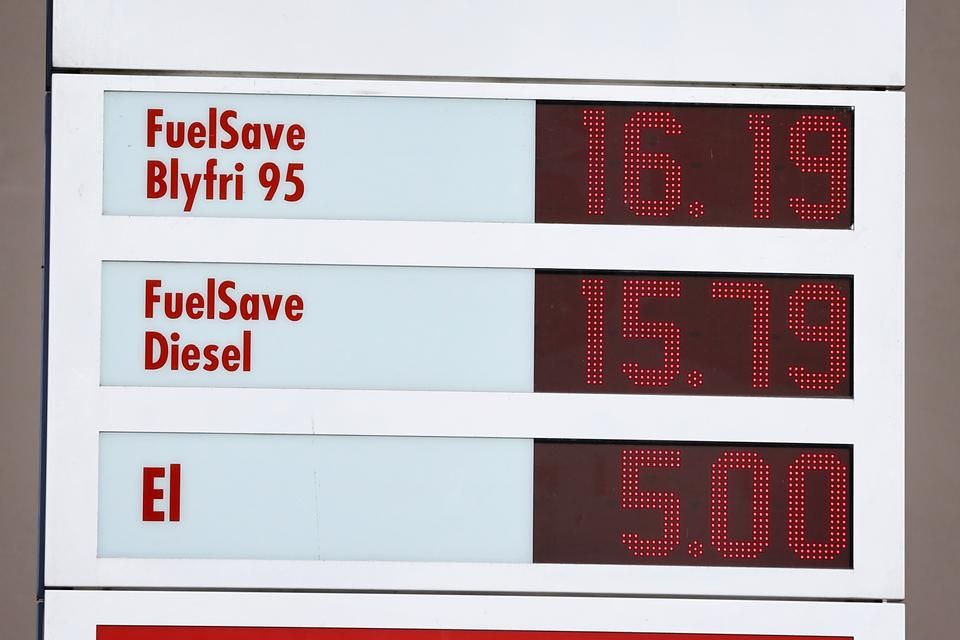 FuelSave
Blyfri 95
16.19
FuelSave
Diesel
15.79
El
5.00